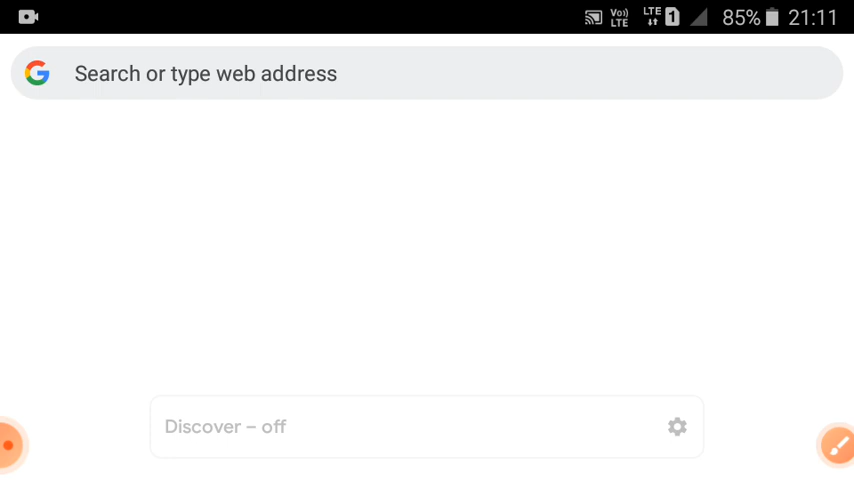 Vo)) LTE LTE 1 85% 21:11
G Search or type web address
Discover – off